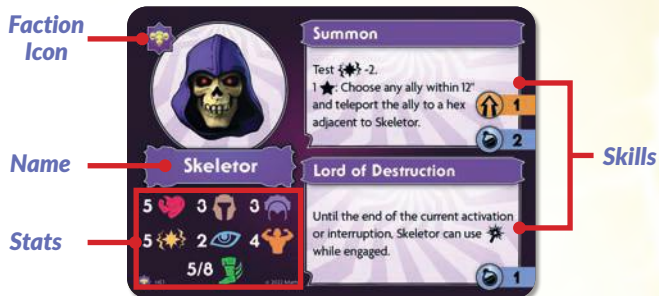 Faction
Icon
Name
Stats
Skeletor
5 3 3
5 2 4
5/8
Summon
Test -2.
1 : Choose any ally within 12"
and teleport the ally to a hex
adjacent to Skeletor.
1
2
Lord of Destruction
Until the end of the current activation
or interruption, Skeletor can use
while engaged.
1
Skills